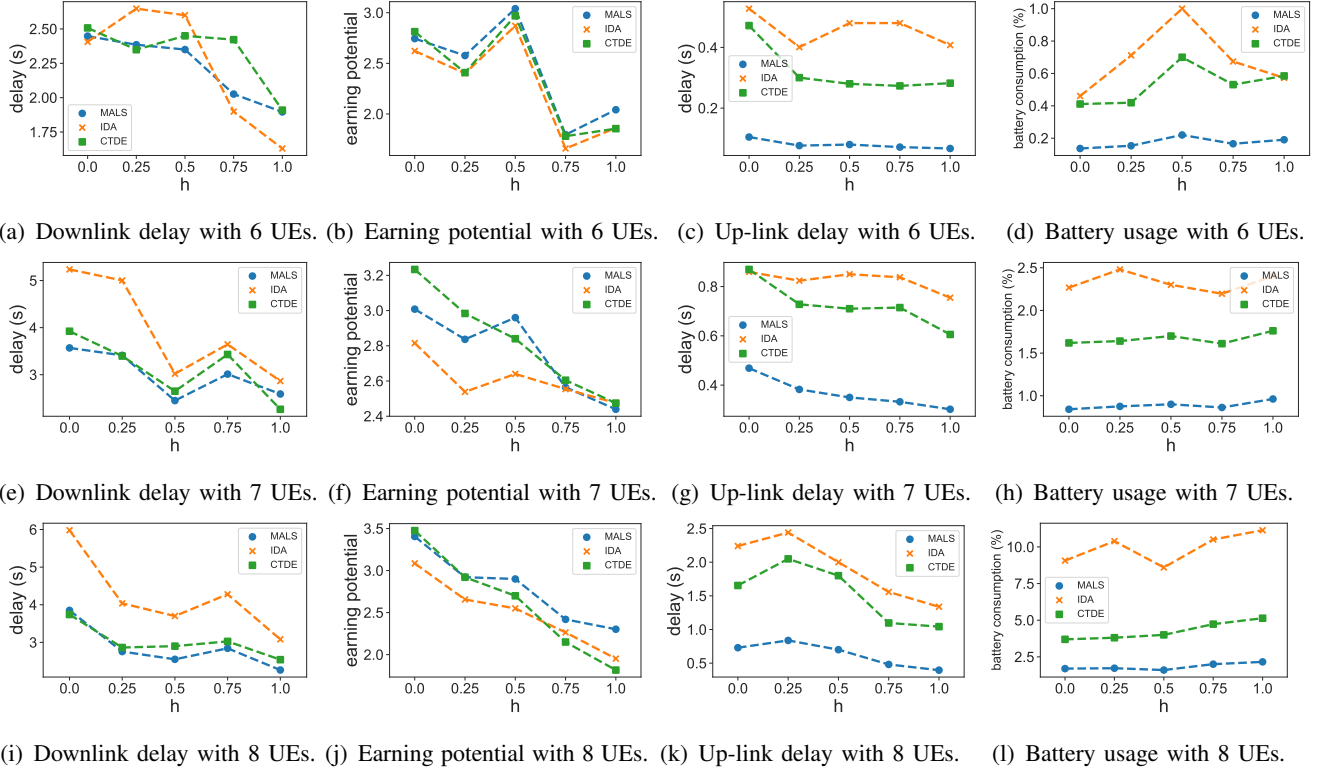 2.50
2.25
2.00
1.75
delay (s)
MALS
IDA
CTDE
0.0 0.25 0.5 0.75 1.0
h
3.0
2.5
2.0
earning potential
MALS
IDA
CTDE
0.0 0.25 0.5 0.75 1.0
h
0.4
0.2
delay (s)
MALS
IDA
CTDE
0.0 0.25 0.5 0.75 1.0
h
1.0
0.8
0.6
0.4
0.2
battery consumption (%)
MALS
IDA
CTDE
0.0 0.25 0.5 0.75 1.0
h
(a) Downlink delay with 6 UEs. (b) Earning potential with 6 UEs. (c) Up-link delay with 6 UEs. (d) Battery usage with 6 UEs.
5
4
3
delay (s)
MALS
IDA
CTDE
0.0 0.25 0.5 0.75 1.0
h
3.2
3.0
2.8
2.6
2.4
earning potential
MALS
IDA
CTDE
0.0 0.25 0.5 0.75 1.0
h
0.8
0.6
0.4
delay (s)
MALS
IDA
CTDE
0.0 0.25 0.5 0.75 1.0
h
2.5
2.0
1.5
1.0
battery consumption (%)
MALS
IDA
CTDE
0.0 0.25 0.5 0.75 1.0
h
(e) Downlink delay with 7 UEs. (f) Earning potential with 7 UEs. (g) Up-link delay with 7 UEs. (h) Battery usage with 7 UEs.
6
5
4
3
delay (s)
MALS
IDA
CTDE
0.0 0.25 0.5 0.75 1.0
h
3.5
3.0
2.5
2.0
earning potential
MALS
IDA
CTDE
0.0 0.25 0.5 0.75 1.0
h
2.5
2.0
1.5
1.0
0.5
delay (s)
MALS
IDA
CTDE
0.0 0.25 0.5 0.75 1.0
h
10.0
7.5
5.0
2.5
battery consumption (%)
MALS
IDA
CTDE
0.0 0.25 0.5 0.75 1.0
h
(i) Downlink delay with 8 UEs. (j) Earning potential with 8 UEs. (k) Up-link delay with 8 UEs. (l) Battery usage with 8 UEs.